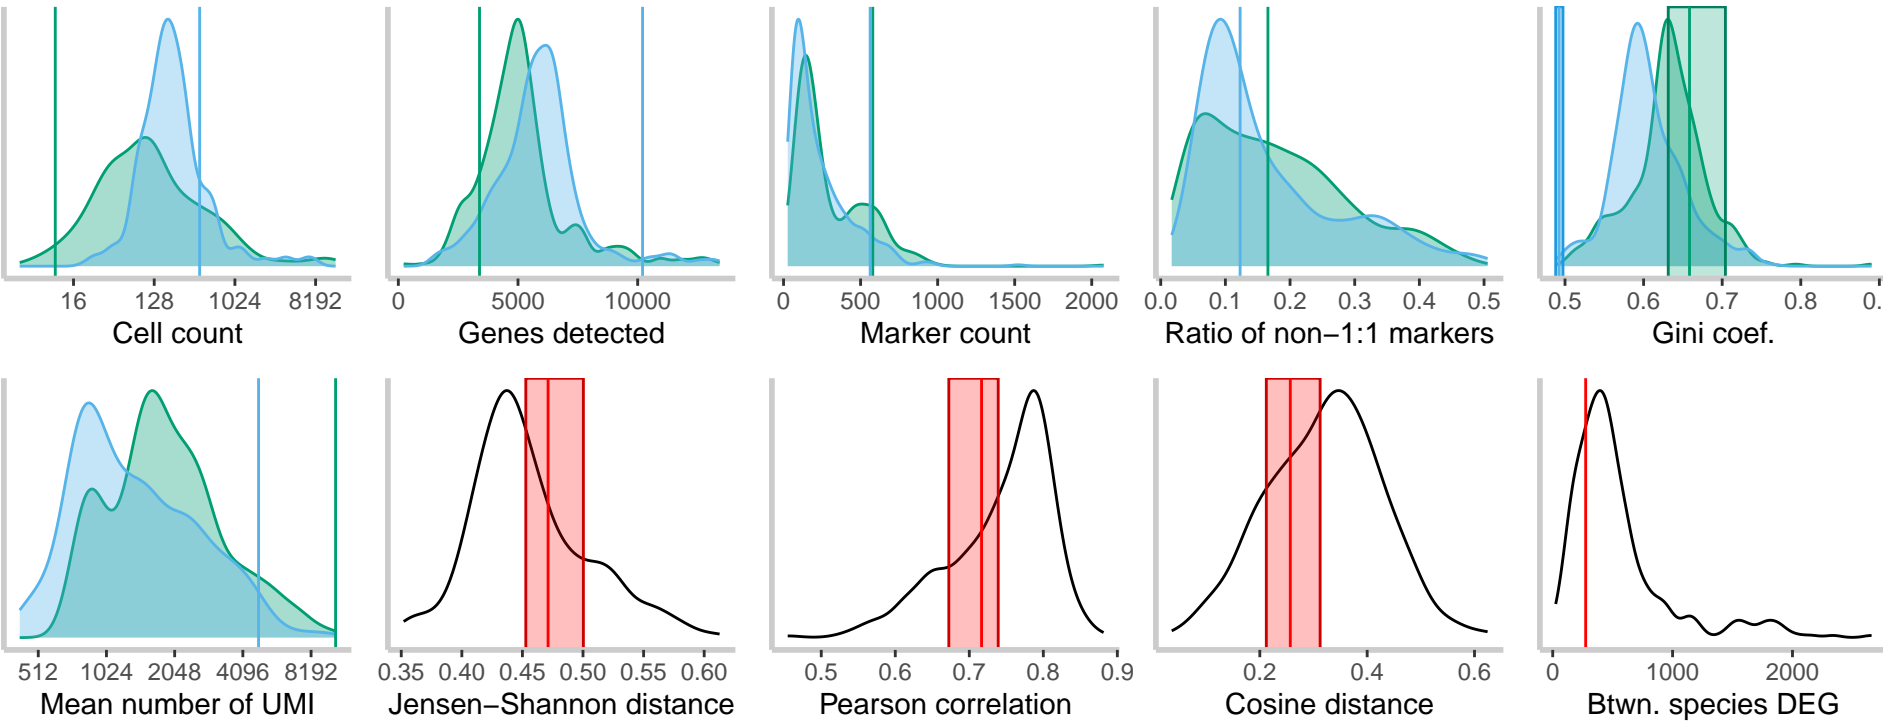 16 128 1024 8192
Cell count
0 5000 10000
Genes detected
0 500 1000 1500 2000
Marker count
0.0 0.1 0.2 0.3 0.4 0.5
Ratio of non−1:1 markers
0.5 0.6 0.7 0.8 0.
Gini coef.
512 1024 2048 4096 8192
Mean number of UMI
0.35 0.40 0.45 0.50 0.55 0.60
Jensen−Shannon distance
0.5 0.6 0.7 0.8 0.9
Pearson correlation
0.2 0.4 0.6
Cosine distance
0 1000 2000
Btwn. species DEG